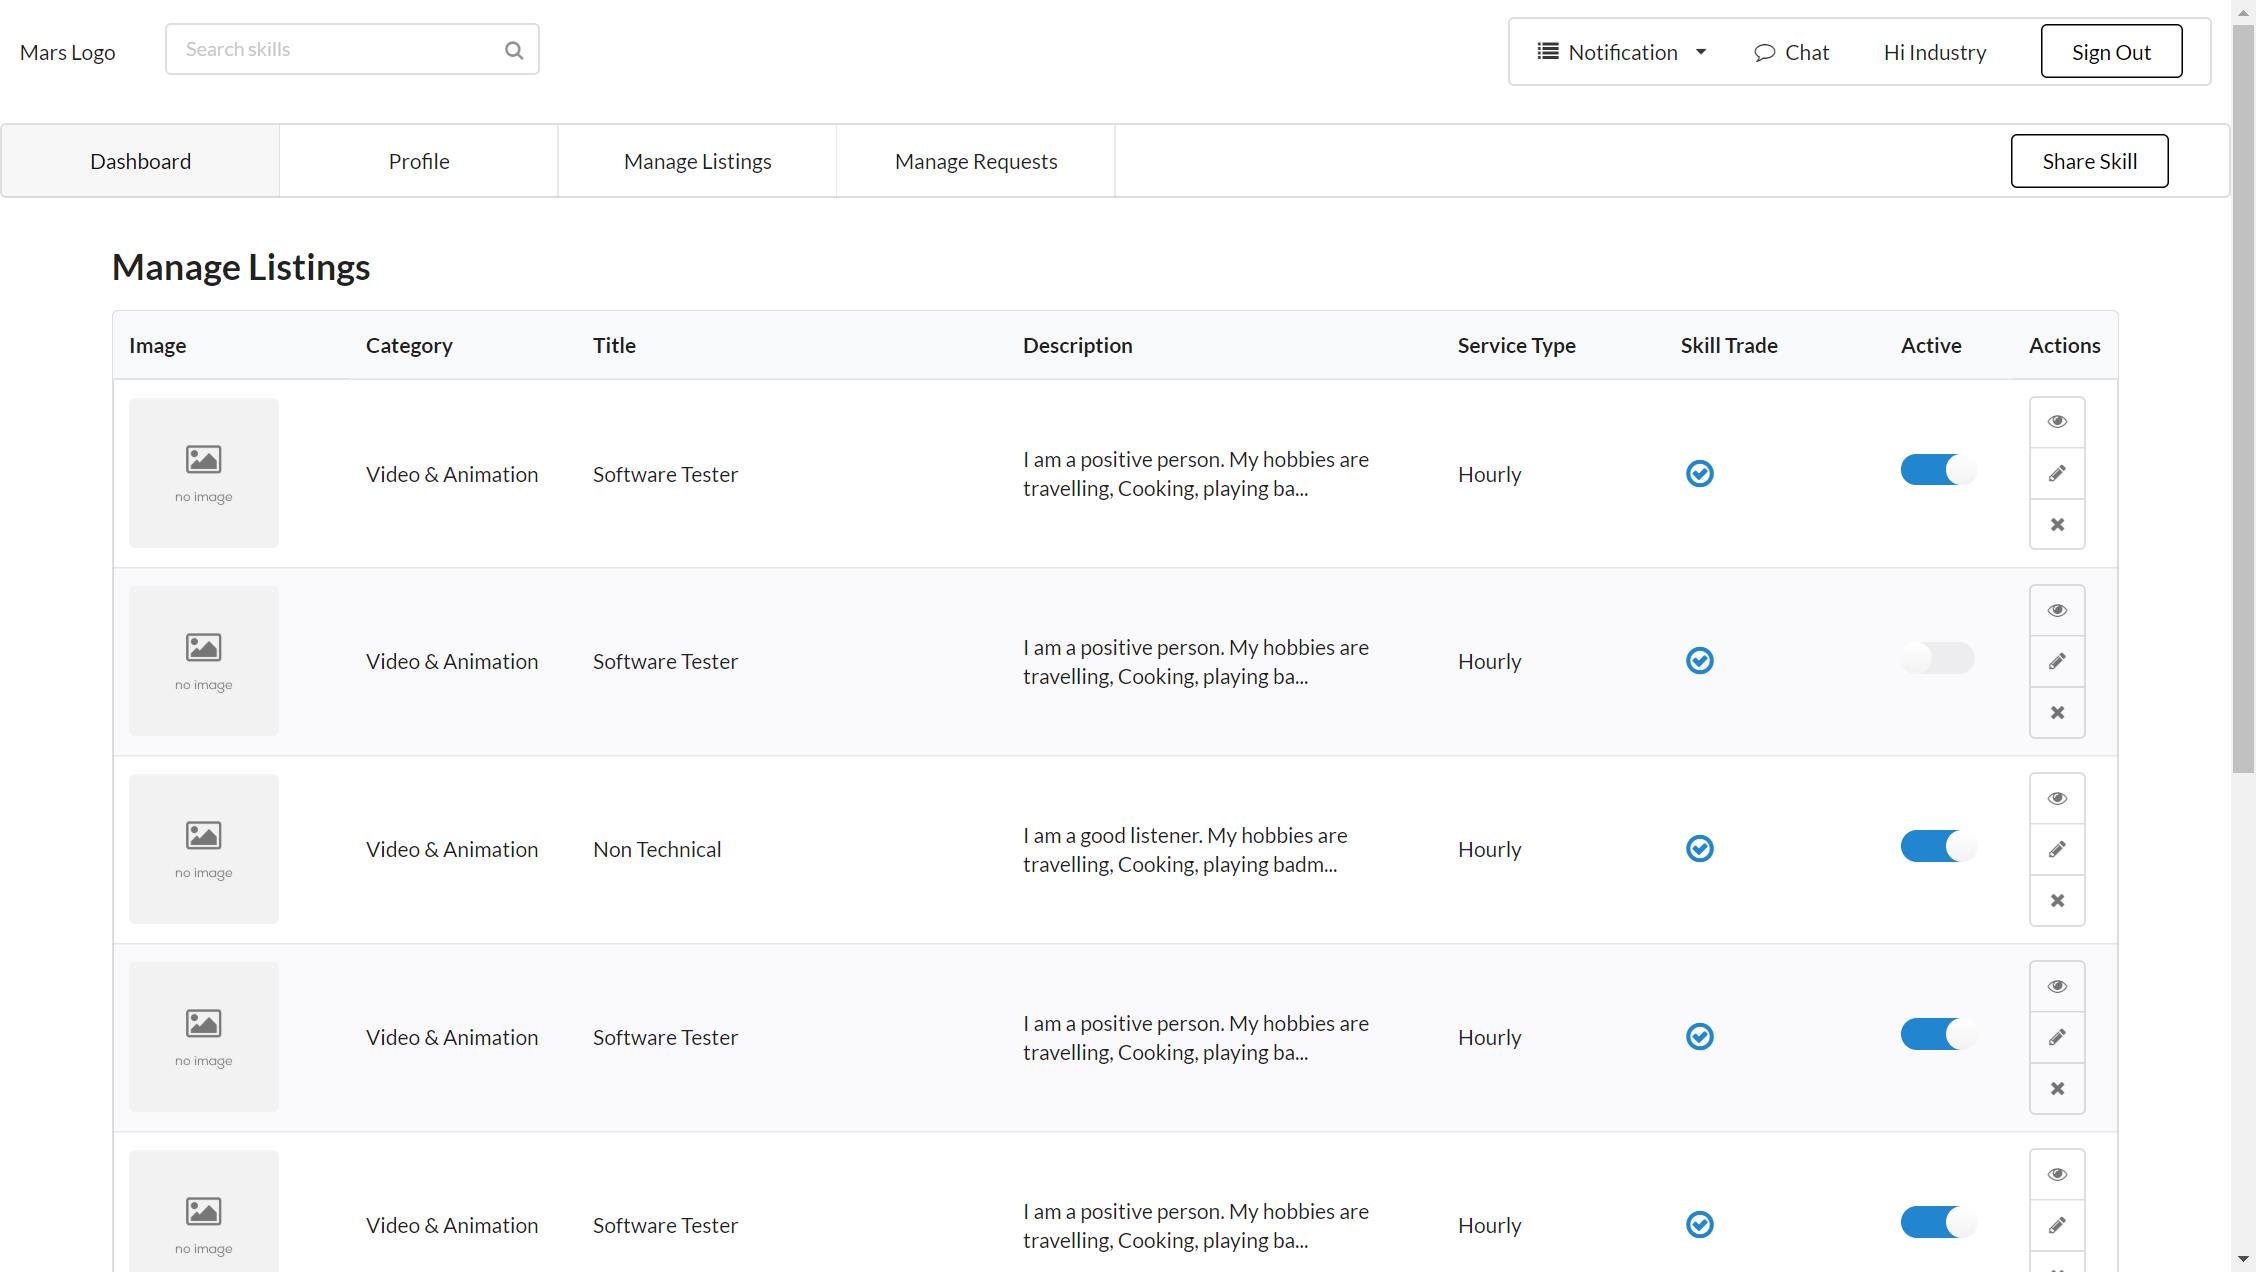 Mars Logo
Search skills
Notification
Chat
Hi Industry
Sign Out
Dashboard
Profile
Manage Listings
Manage Requests
Share Skill
Manage Listings
Image Category Title Description Service Type Skill Trade Active Actions
no image
Video & Animation
Software Tester
I am a positive person. My hobbies are
travelling, Cooking, playing ba...
Hourly
no image
Video & Animation
Software Tester
I am a positive person. My hobbies are
travelling, Cooking, playing ba...
Hourly
no image
Video & Animation
Non Technical
I am a good listener. My hobbies are
travelling, Cooking, playing badm...
Hourly
no image
Video & Animation
Software Tester
I am a positive person. My hobbies are
travelling, Cooking, playing ba...
Hourly
no image
Video & Animation
Software Tester
I am a positive person. My hobbies are
travelling, Cooking, playing ba...
Hourly